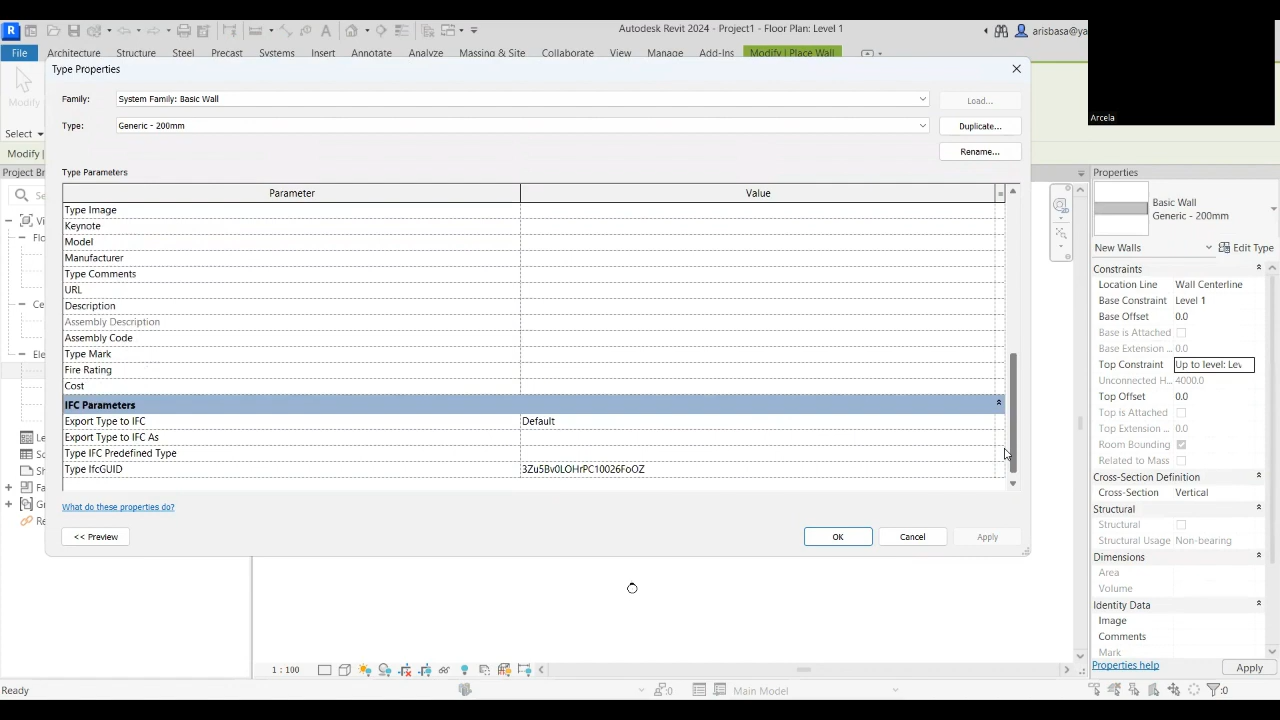 Autodesk Revit 2024 - Project1 - Floor Plan: Level 1
arisbasa@ya
File Architecture Structure Steel Precast Systems Insert Annotate Analyze Massing & Site Collaborate View Manage Add-Ins Modify | Place Wall
Modify
Select
Modify |
Project Br
Type Properties
Family: System Family: Basic Wall Load...
Type: Generic - 200mm Duplicate...
Rename...
Type Parameters
Parameter Value =
Type Image
Keynote
Model
Manufacturer
Type Comments
URL
Description
Assembly Description
Assembly Code
Type Mark
Fire Rating
Cost
IFC Parameters
Export Type to IFC Default
Export Type to IFC As
Type IFC Predefined Type
Type IfcGUID 3Zu5Bv0LOHrPC10026FoOZ
What do these properties do?
<< Preview OK Cancel Apply
Arcela
Properties
Basic Wall
Generic - 200mm
New Walls Edit Type
Constraints
Location Line Wall Centerline
Base Constraint Level 1
Base Offset 0.0
Base is Attached
Base Extension ... 0.0
Top Constraint Up to level: Lev
Unconnected H... 4000.0
Top Offset 0.0
Top is Attached
Top Extension ... 0.0
Room Bounding
Related to Mass
Cross-Section Definition
Cross-Section Vertical
Structural
Structural
Structural Usage Non-bearing
Dimensions
Area
Volume
Identity Data
Image
Comments
Mark
Properties help Apply
1 : 100
Ready
:0 Main Model :0